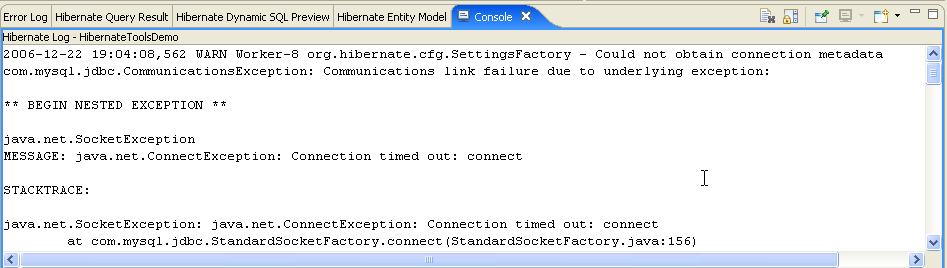 Error Log Hibernate Query Result Hibernate Dynamic SQL Preview Hibernate Entity Model Console
Hibernate Log - HibernateToolsDemo
2006-12-22 19:04:08,562 WARN Worker-8 org.hibernate.cfg.SettingsFactory - Could not obtain connection metadata
com.mysql.jdbc.CommunicationsException: Communications link failure due to underlying exception:
** BEGIN NESTED EXCEPTION **
java.net.SocketException
MESSAGE: java.net.ConnectException: Connection timed out: connect
STACKTRACE:
java.net.SocketException: java.net.ConnectException: Connection timed out: connect
at com.mysql.jdbc.StandardSocketFactory.connect(StandardSocketFactory.java:156)